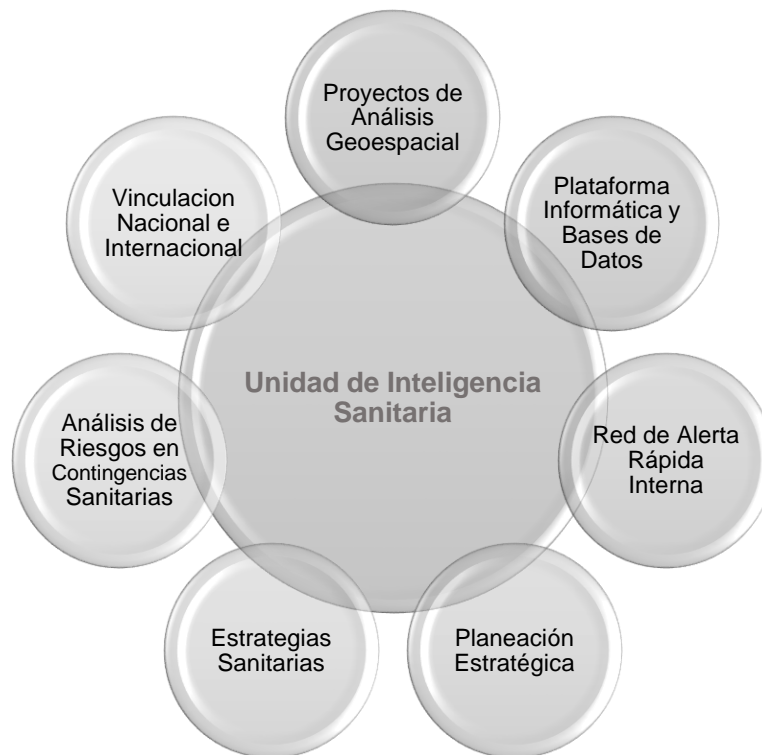 Proyectos de
Análisis
Geoespacial
Plataforma
Informática y
Bases de
Datos
Red de Alerta
Rápida
Interna
Planeación
Estratégica
Estrategias
Sanitarias
Análisis de
Riesgos en
Contingencias
Sanitarias
Vinculacion
Nacional e
Internacional
Unidad de Inteligencia
Sanitaria